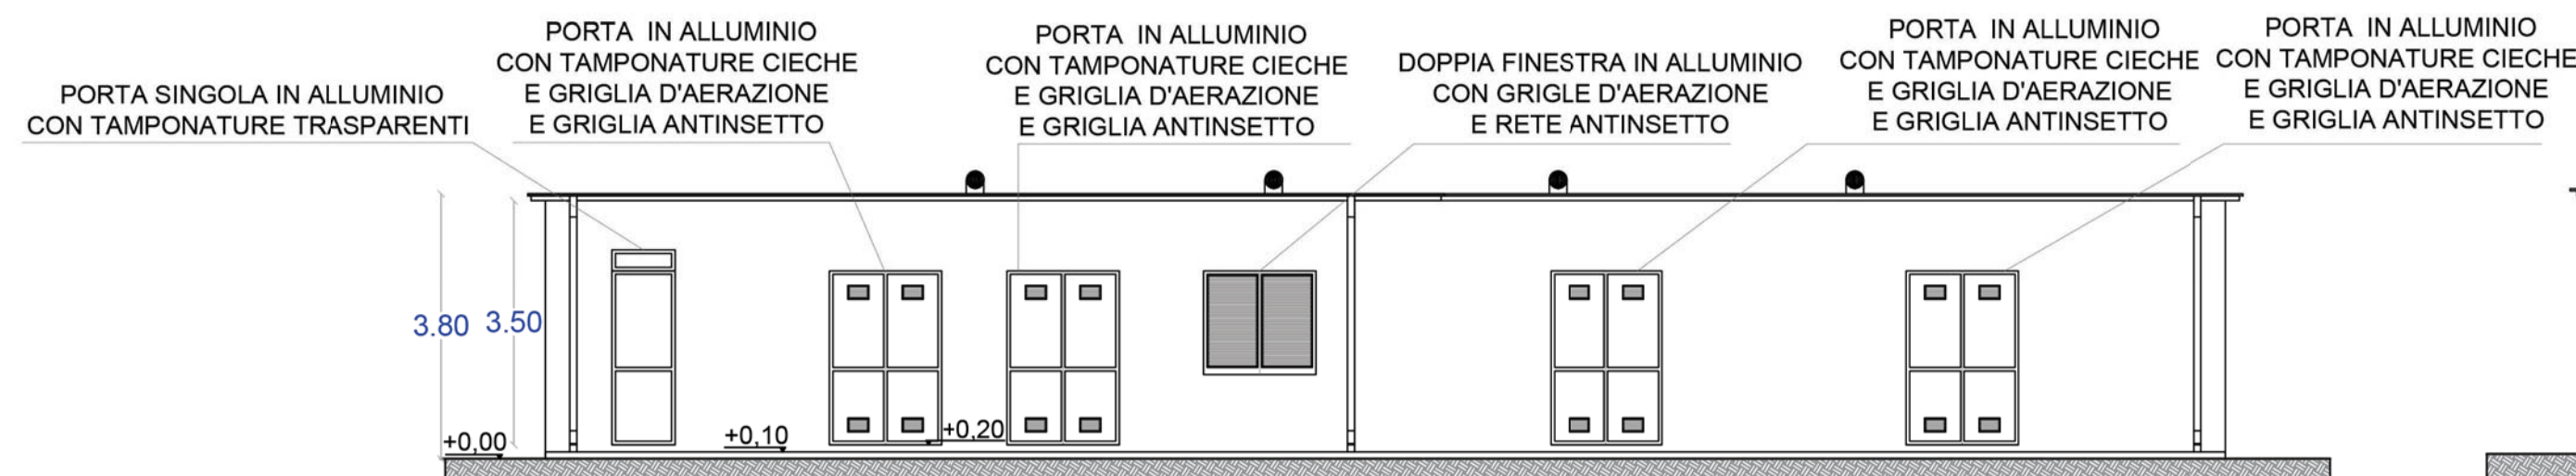 PORTA SINGOLA IN ALLUMINIO
CON TAMPONATURE TRASPARENTI
PORTA IN ALLUMINIO
CON TAMPONATURE CIECHE
E GRIGLIA D'AERAZIONE
E GRIGLIA ANTINSETTO
PORTA IN ALLUMINIO
CON TAMPONATURE CIECHE
E GRIGLIA D'AERAZIONE
E GRIGLIA ANTINSETTO
DOPPIA FINESTRA IN ALLUMINIO
CON GRIGLE D'AERAZIONE
E RETE ANTINSETTO
PORTA IN ALLUMINIO
CON TAMPONATURE CIECHE
E GRIGLIA D'AERAZIONE
E GRIGLIA ANTINSETTO
PORTA IN ALLUMINIO
CON TAMPONATURE CIECHE
E GRIGLIA D'AERAZIONE
E GRIGLIA ANTINSETTO
3.80
3.50
+0,00
+0,10
+0,20